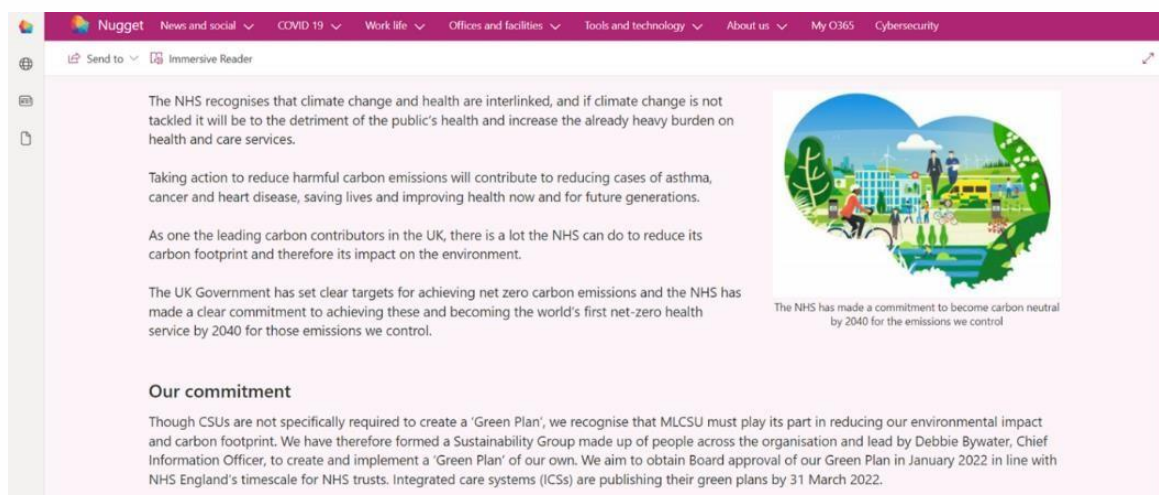 Nugget News and social COVID 19 Work life Offices and facilities Tools and technology About us My O365 Cybersecurity
Send to Immersive Reader
The NHS recognises that climate change and health are interlinked, and if climate change is not
tackled it will be to the detriment of the public's health and increase the already heavy burden on
health and care services.
Taking action to reduce harmful carbon emissions will contribute to reducing cases of asthma,
cancer and heart disease, saving lives and improving health now and for future generations.
As one the leading carbon contributors in the UK, there is a lot the NHS can do to reduce its
carbon footprint and therefore its impact on the environment.
The UK Government has set clear targets for achieving net zero carbon emissions and the NHS has
made a clear commitment to achieving these and becoming the world's first net-zero health
service by 2040 for those emissions we control.
The NHS has made a commitment to become carbon neutral
by 2040 for the emissions we control
Our commitment
Though CSUs are not specifically required to create a 'Green Plan', we recognise that MLCSU must play its part in reducing our environmental impact
and carbon footprint. We have therefore formed a Sustainability Group made up of people across the organisation and lead by Debbie Bywater, Chief
Information Officer, to create and implement a 'Green Plan' of our own. We aim to obtain Board approval of our Green Plan in January 2022 in line with
NHS England's timescale for NHS trusts. Integrated care systems (ICSs) are publishing their green plans by 31 March 2022.